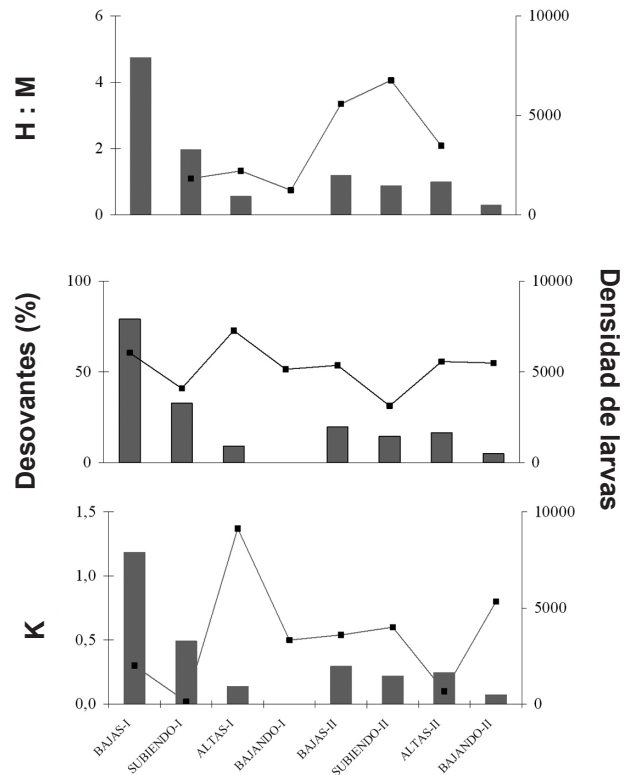 6
4
2
0
H : M
10000
5000
0
100
50
0
Desovantes (%)
10000
5000
0
Densidad de larvas
1,5
1,0
0,5
0,0
K
10000
5000
0
BAJAS-I
SUBIENDO-I
ALTAS-I
BAJANDO-I
BAJAS-II
SUBIENDO-II
ALTAS-II
BAJANDO-II